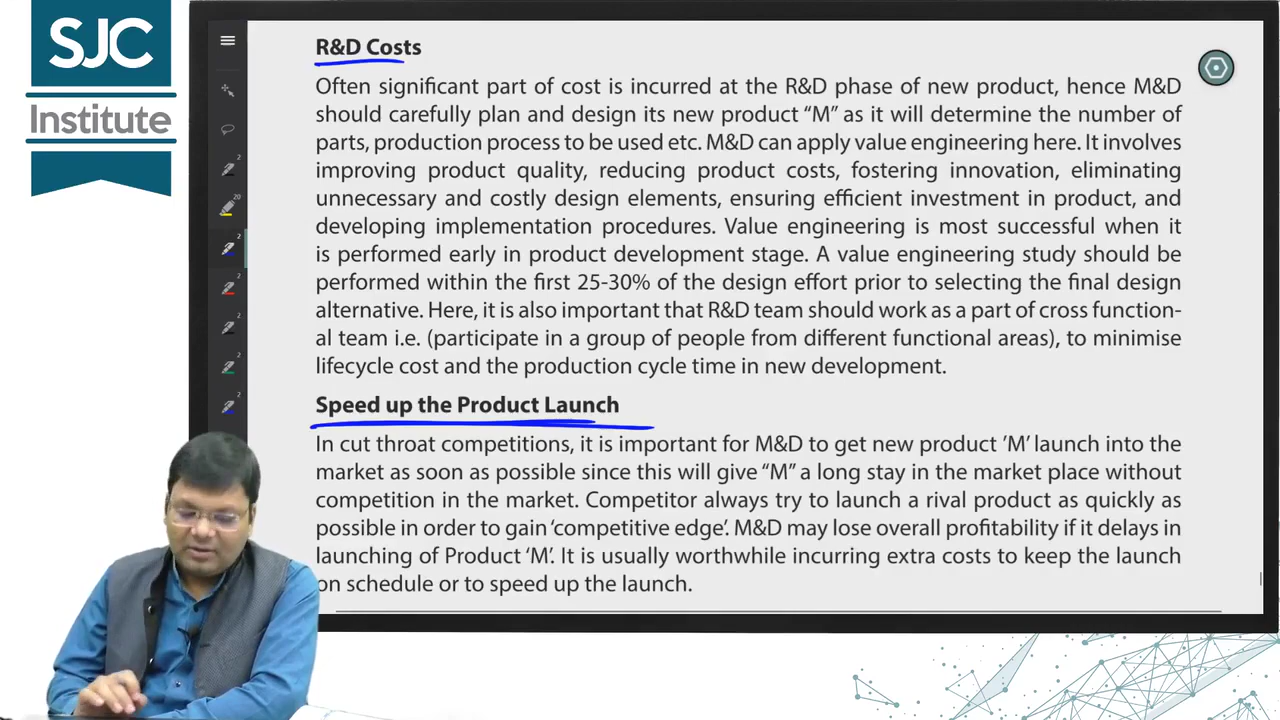 SJC
Institute
R&D Costs
Often significant part of cost is incurred at the R&D phase of new product, hence M&D
should carefully plan and design its new product “M” as it will determine the number of
parts, production process to be used etc. M&D can apply value engineering here. It involves
improving product quality, reducing product costs, fostering innovation, eliminating
unnecessary and costly design elements, ensuring efficient investment in product, and
developing implementation procedures. Value engineering is most successful when it
is performed early in product development stage. A value engineering study should be
performed within the first 25-30% of the design effort prior to selecting the final design
alternative. Here, it is also important that R&D team should work as a part of cross function-
al team i.e. (participate in a group of people from different functional areas), to minimise
lifecycle cost and the production cycle time in new development.
Speed up the Product Launch
In cut throat competitions, it is important for M&D to get new product ’M’ launch into the
market as soon as possible since this will give “M” a long stay in the market place without
competition in the market. Competitor always try to launch a rival product as quickly as
possible in order to gain ‘competitive edge’. M&D may lose overall profitability if it delays in
launching of Product ‘M’. It is usually worthwhile incurring extra costs to keep the launch
on schedule or to speed up the launch.
2
20
2
2
2
2
2